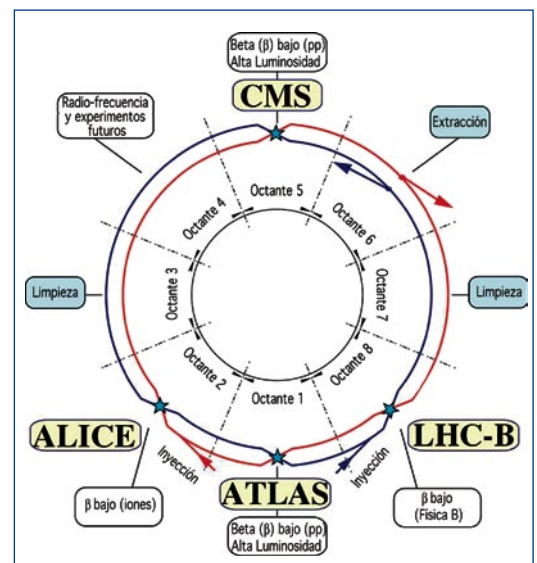 Beta (β) bajo (pp)
Alta Luminosidad
CMS
Radio-frecuencia
y experimentos
futuros
Extracción
Octante 5
Octante 4
Octante 6
Octante 3
Octante 7
Limpieza
Limpieza
Octante 2
Octante 8
Octante 1
ALICE
LHC-B
Inyección
Inyección
ATLAS
β bajo (iones)
β bajo
(Fisica B)
Beta (β) bajo (pp)
Alta Luminosidad